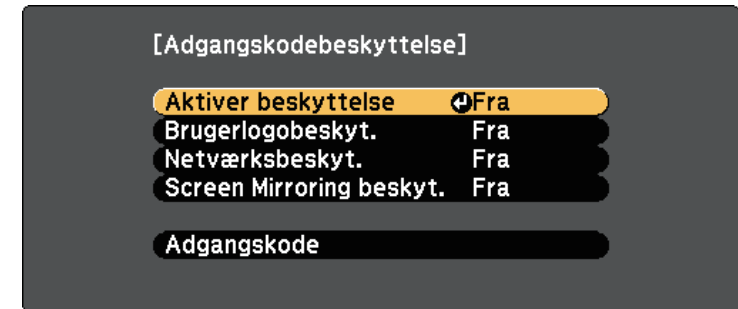 [Adgangskodebeskyttelse]
Aktiver beskyttelse Fra
Brugerlogobeskyt. Fra
Netværksbeskyt. Fra
Screen Mirroring beskyt. Fra
Adgangskode